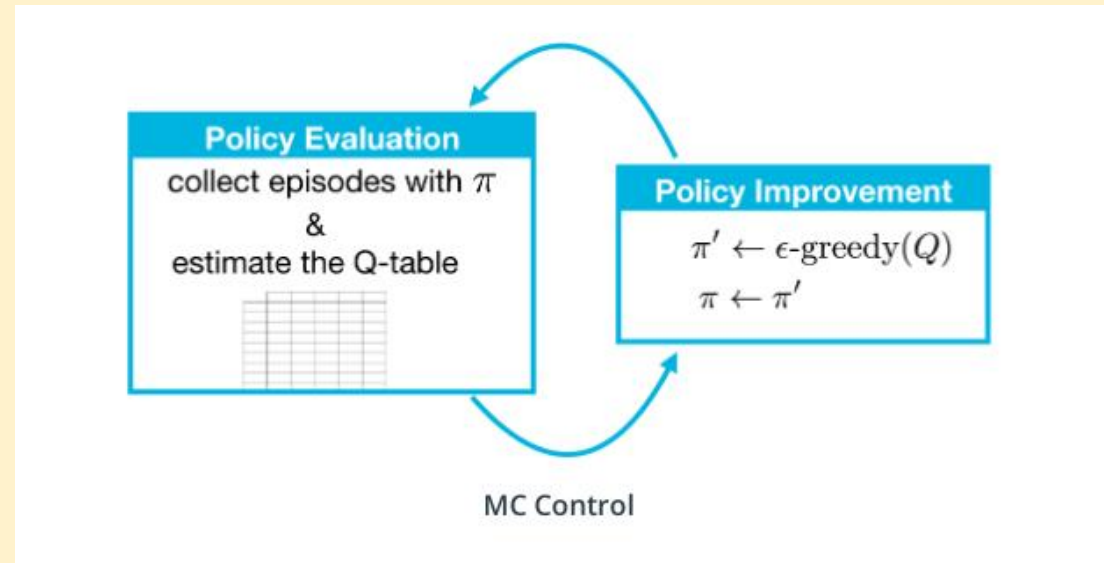 Policy Evaluation
collect episodes with π
&
estimate the Q-table
Policy Improvement
π′ ← ϵ-greedy(Q)
π ← π′
MC Control